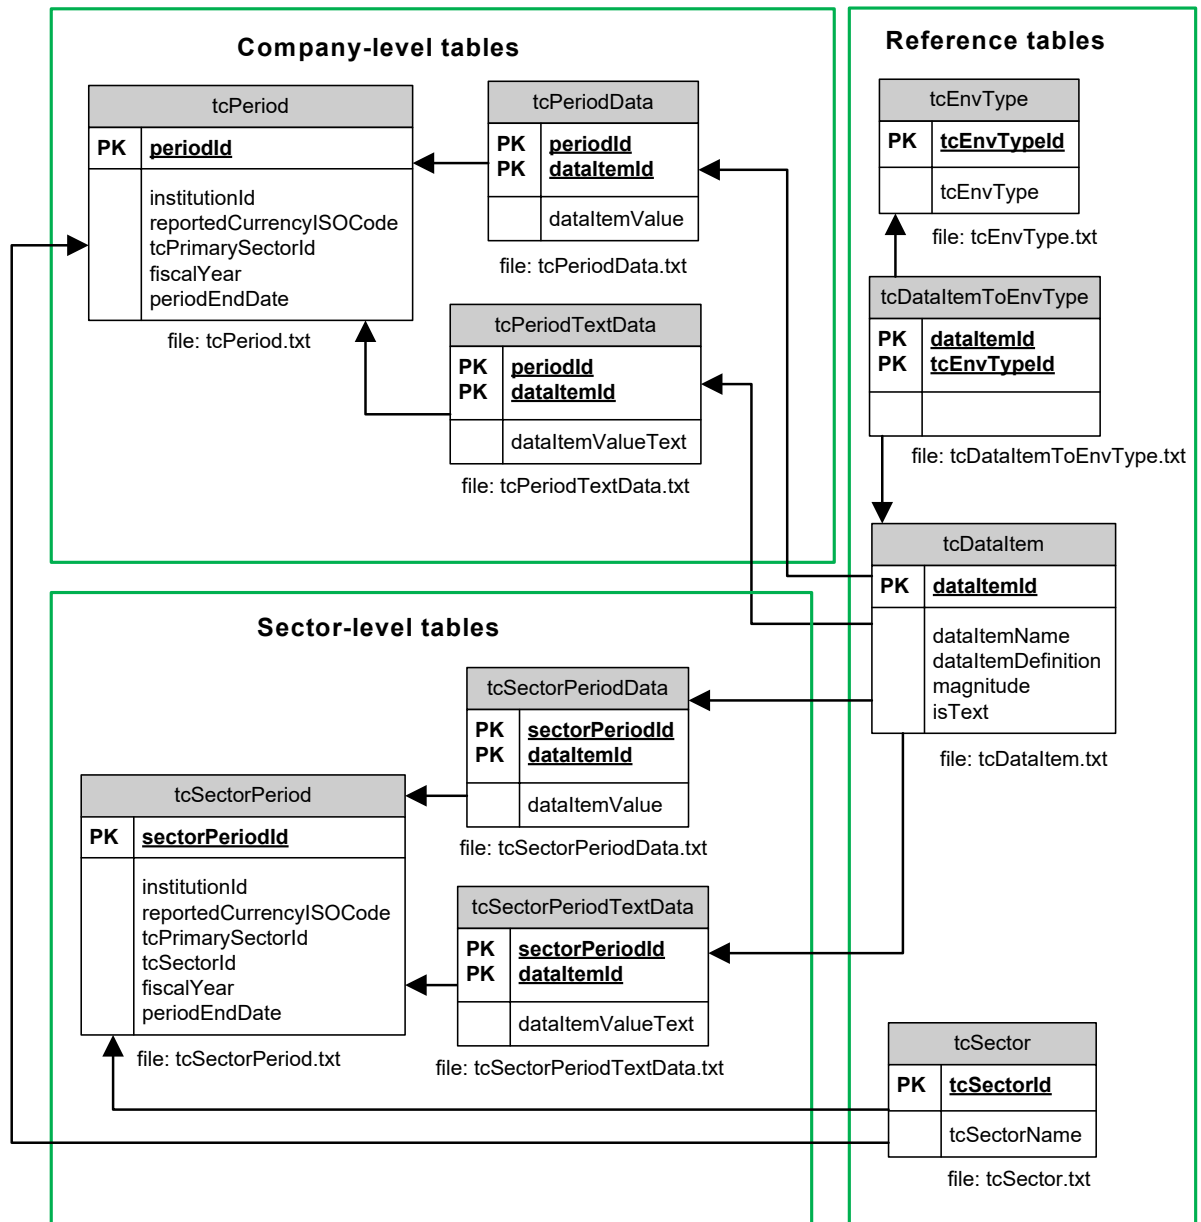 Company-level tables
tcPeriod
PK periodId
institutionId
reportedCurrencyISOCode
tcPrimarySectorId
fiscalYear
periodEndDate
file: tcPeriod.txt
tcPeriodData
PK periodId
PK dataItemId
dataItemValue
file: tcPeriodData.txt
tcPeriodTextData
PK periodId
PK dataItemId
dataItemValueText
file: tcPeriodTextData.txt
Reference tables
tcEnvType
PK tcEnvTypeId
tcEnvType
file: tcEnvType.txt
tcDataItemToEnvType
PK dataItemId
PK tcEnvTypeId
file: tcDataItemToEnvType.txt
tcDataItem
PK dataItemId
dataItemName
dataItemDefinition
magnitude
isText
file: tcDataItem.txt
Sector-level tables
tcSectorPeriodData
PK sectorPeriodId
PK dataItemId
dataItemValue
file: tcSectorPeriodData.txt
tcSectorPeriod
PK sectorPeriodId
institutionId
reportedCurrencyISOCode
tcPrimarySectorId
tcSectorId
fiscalYear
periodEndDate
file: tcSectorPeriod.txt
tcSectorPeriodTextData
PK sectorPeriodId
PK dataItemId
dataItemValueText
file: tcSectorPeriodTextData.txt
tcSector
PK tcSectorId
tcSectorName
file: tcSector.txt